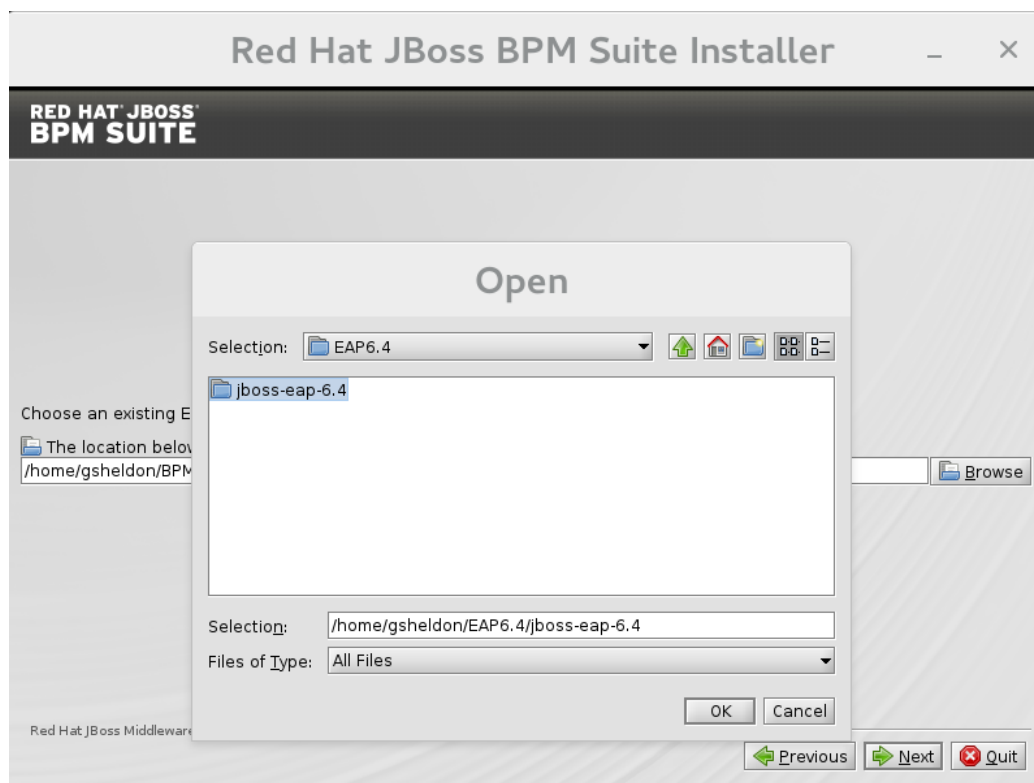 Red Hat JBoss BPM Suite Installer
RED HAT JBOSS
BPM SUITE
Open
Selection: EAP6.4
jboss-eap-6.4
Choose an existing E
The location below
/home/gsheldon/BPM
Browse
Selection: /home/gsheldon/EAP6.4/jboss-eap-6.4
Files of Type: All Files
OK Cancel
Red Hat JBoss Middleware
Previous Next Quit